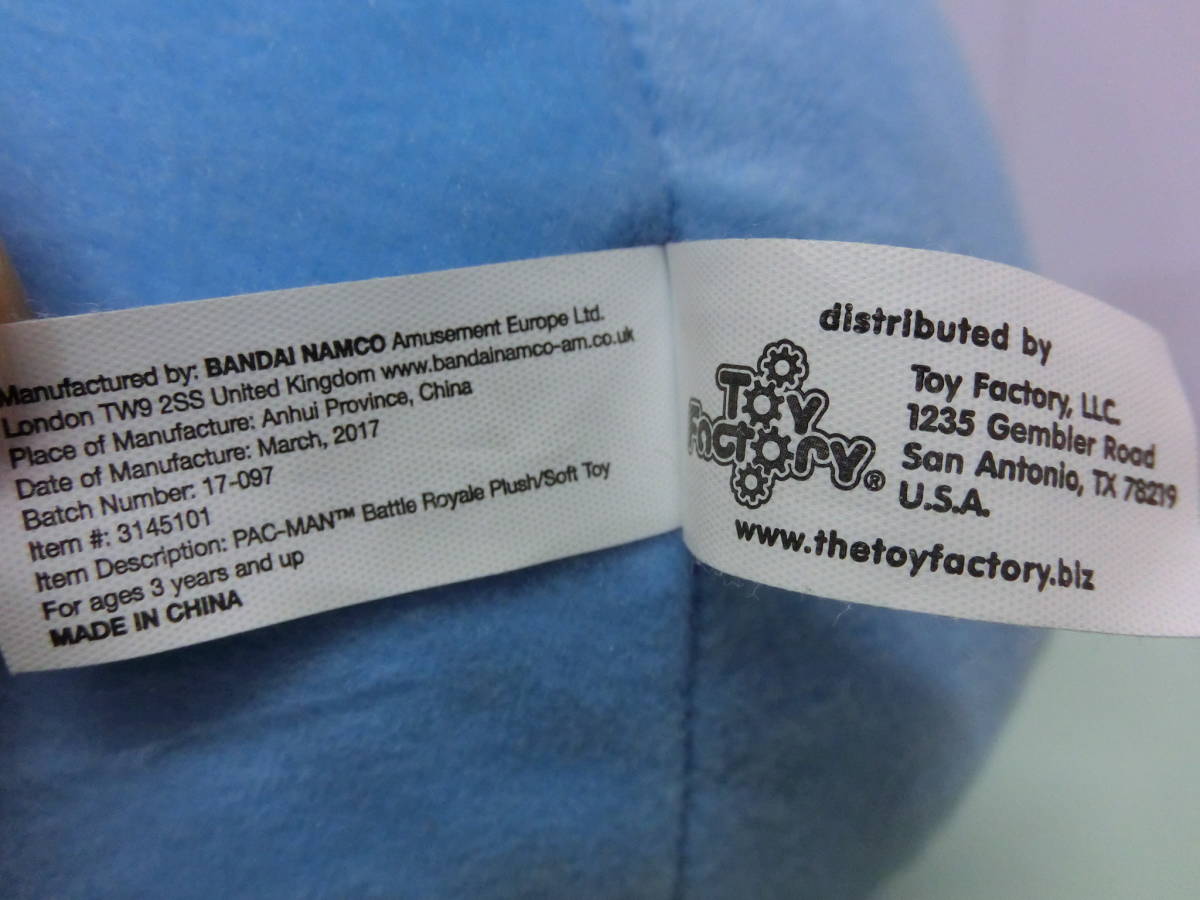 Manufactured by: BANDAI NAMCO Amusement Europe Ltd.
London TW9 2SS United Kingdom www.bandainamco-am.co.uk
Place of Manufacture: Anhui Province, China
Date of Manufacture: March, 2017
Batch Number: 17-097
Item #: 3145101
Item Description: PAC-MAN™ Battle Royale Plush/Soft Toy
For ages 3 years and up
MADE IN CHINA
distributed by
Toy
Factory®
Toy Factory, LLC.
1235 Gembler Road
San Antonio, TX 78219
U.S.A.
www.thetoyfactory.biz